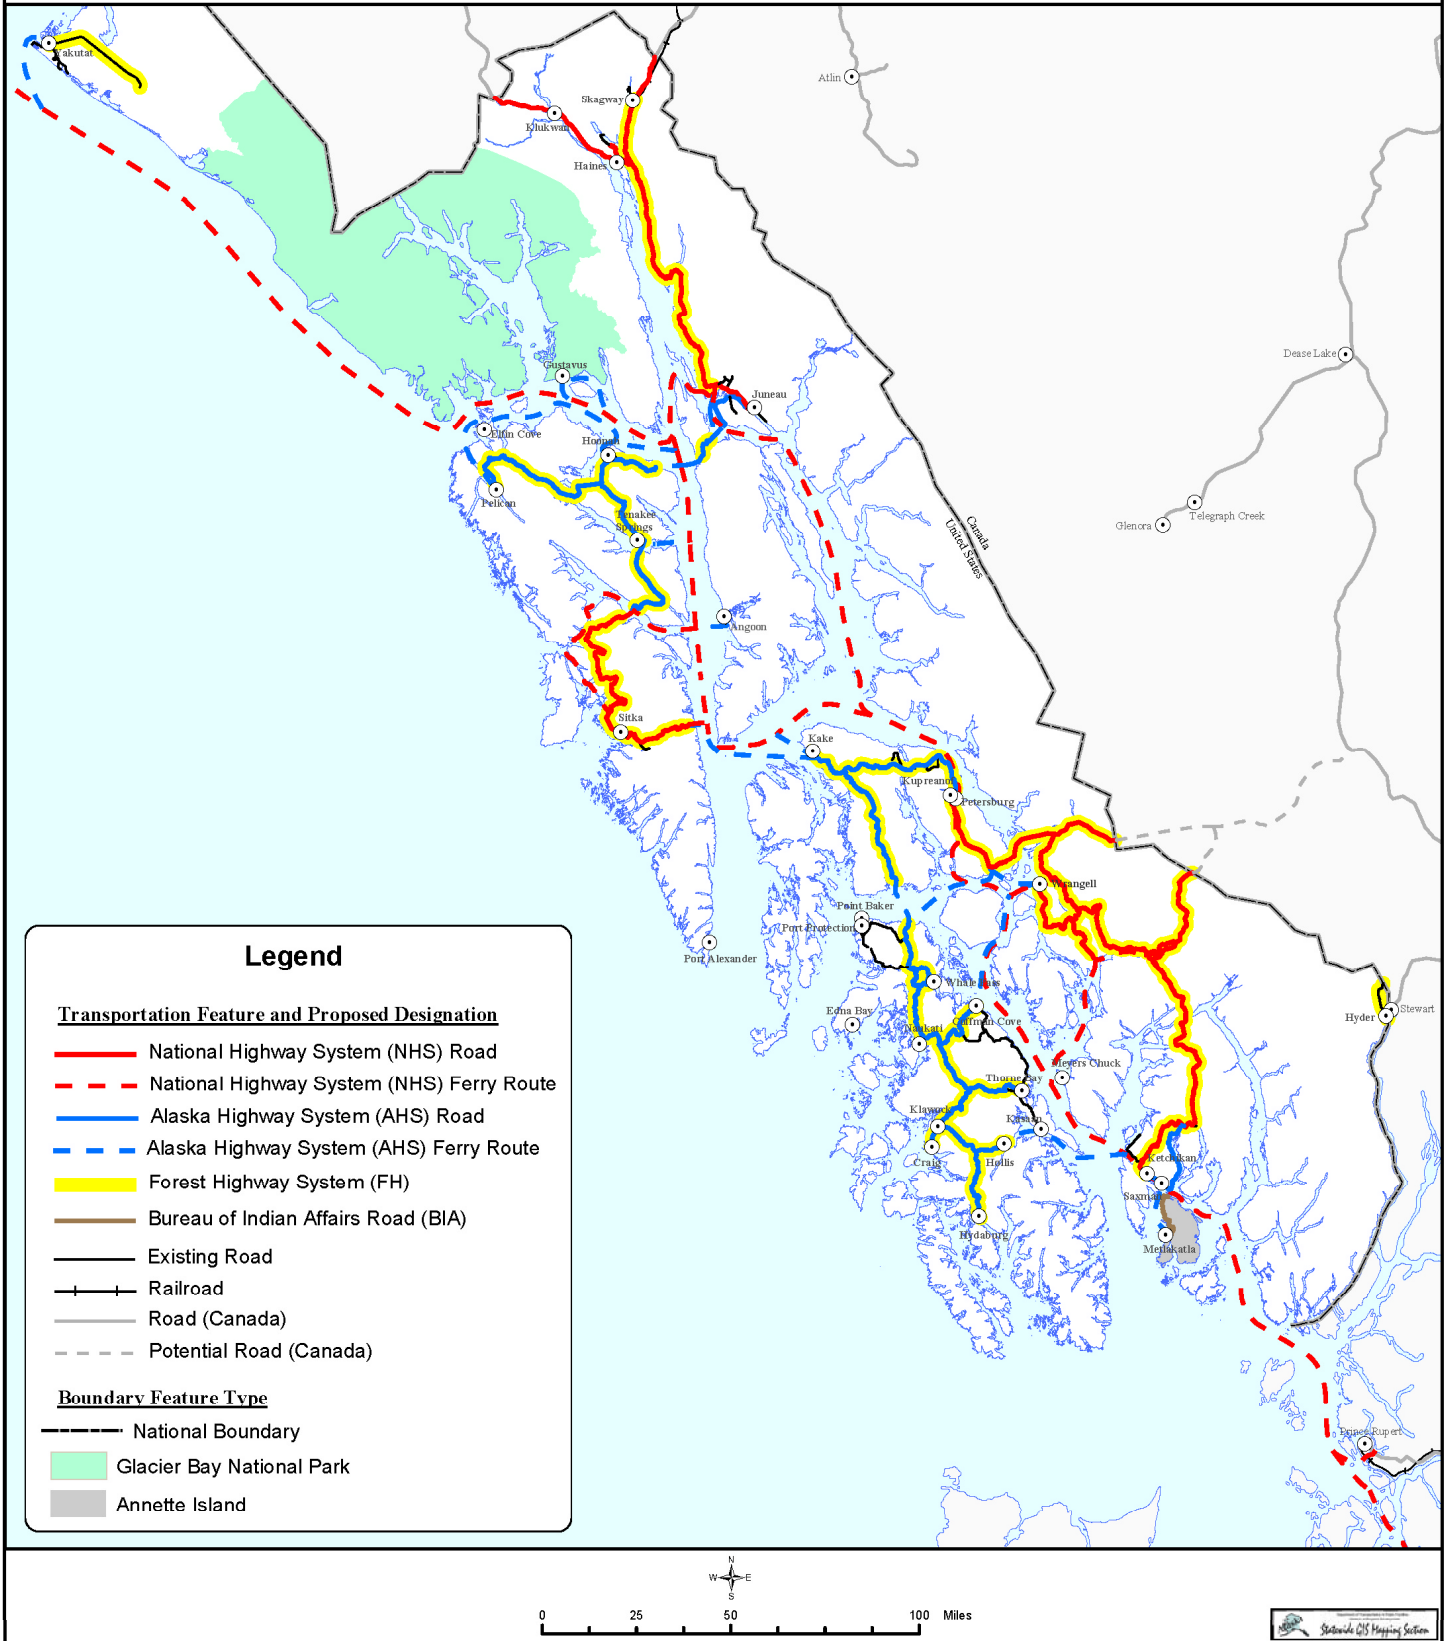 Yakutat
Skagway
Klukwan
Haines
Atlin
Gustavus
Juneau
Elfin Cove
Hoonah
Pelican
Tenakee
Springs
Angoon
Canada
United States
Dease Lake
Telegraph Creek
Glenora
Sitka
Kake
Kupreanof
Petersburg
Wrangell
Point Baker
Port Protection
Port Alexander
Whale Pass
Edna Bay
Coffman Cove
Naukati
Meyers Chuck
Thorne Bay
Klawock
Kasaan
Craig
Hollis
Hydaburg
Ketchikan
Saxman
Metlakatla
Hyder
Stewart
Prince Rupert
Legend
Transportation Feature and Proposed Designation
National Highway System (NHS) Road
National Highway System (NHS) Ferry Route
Alaska Highway System (AHS) Road
Alaska Highway System (AHS) Ferry Route
Forest Highway System (FH)
Bureau of Indian Affairs Road (BIA)
Existing Road
Railroad
Road (Canada)
Potential Road (Canada)
Boundary Feature Type
National Boundary
Glacier Bay National Park
Annette Island
N
W E
S
0 25 50 100 Miles
Statewide GIS Mapping Section